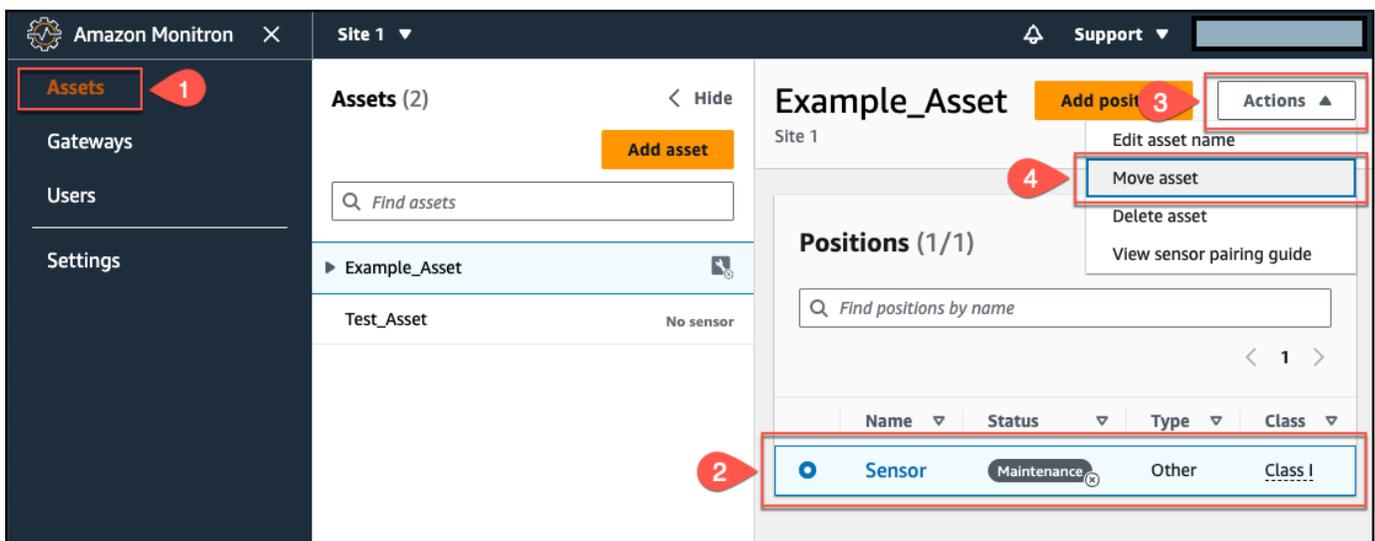 Amazon Monitron
Site 1
Support
Assets
1
Gateways
Users
Settings
Assets (2)
Hide
Add asset
Find assets
Example_Asset
Test_Asset
No sensor
Example_Asset
Site 1
Add posit
3
Actions
Edit asset name
4
Move asset
Delete asset
View sensor pairing guide
Positions (1/1)
Find positions by name
1
Name
Status
Type
Class
2
Sensor
Maintenance
Other
Class I